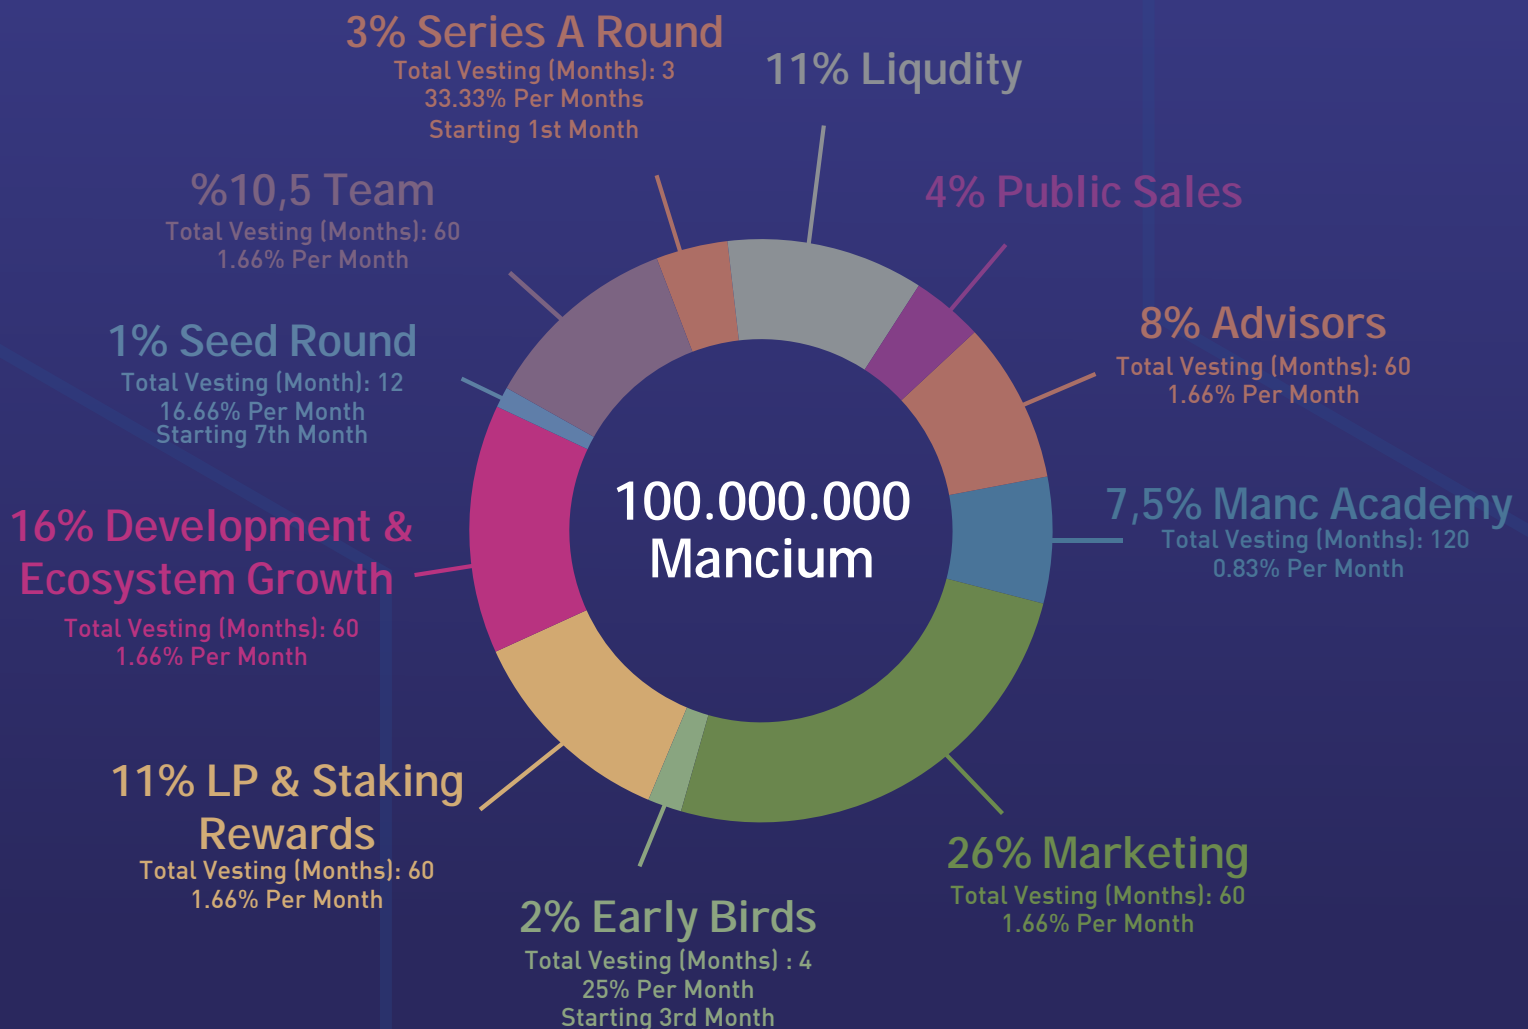 3% Series A Round
Total Vesting (Months): 3
33.33% Per Months
Starting 1st Month
11% Liqudity
%10,5 Team
Total Vesting (Months): 60
1.66% Per Month
4% Public Sales
1% Seed Round
Total Vesting (Month): 12
16.66% Per Month
Starting 7th Month
8% Advisors
Total Vesting (Months): 60
1.66% Per Month
100.000.000
Mancium
7,5% Manc Academy
Total Vesting (Months): 120
0.83% Per Month
16% Development &
Ecosystem Growth
Total Vesting (Months): 60
1.66% Per Month
11% LP & Staking
Rewards
Total Vesting (Months): 60
1.66% Per Month
26% Marketing
Total Vesting (Months): 60
1.66% Per Month
2% Early Birds
Total Vesting (Months) : 4
25% Per Month
Starting 3rd Month